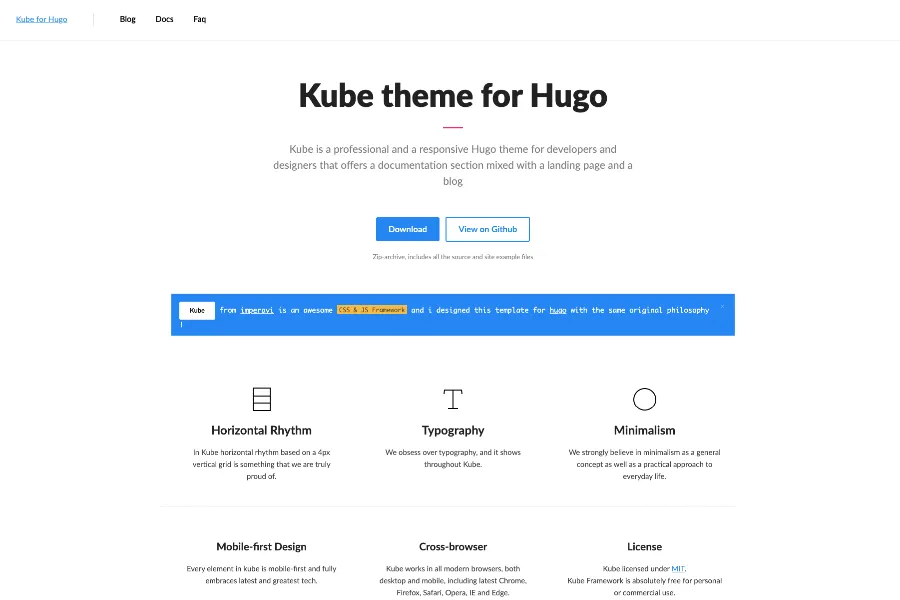 Kube for Hugo
Blog Docs Faq
Kube theme for Hugo
Kube is a professional and a responsive Hugo theme for developers and
designers that offers a documentation section mixed with a landing page and a
blog
Download View on Github
Zip-archive, includes all the source and site example files
Kube from imperavi is an awesome CSS & JS Framework and i designed this template for hugo with the same original philosophy
!
Horizontal Rhythm
In Kube horizontal rhythm based on a 4px
vertical grid is something that we are truly
proud of.
Typography
We obsess over typography, and it shows
throughout Kube.
Minimalism
We strongly believe in minimalism as a general
concept as well as a practical approach to
everyday life.
Mobile-first Design
Every element in kube is mobile-first and fully
embraces latest and greatest tech.
Cross-browser
Kube works in all modern browsers, both
desktop and mobile, including latest Chrome,
Firefox, Safari, Opera, IE and Edge.
License
Kube licensed under MIT.
Kube Framework is absolutely free for personal
or commercial use.